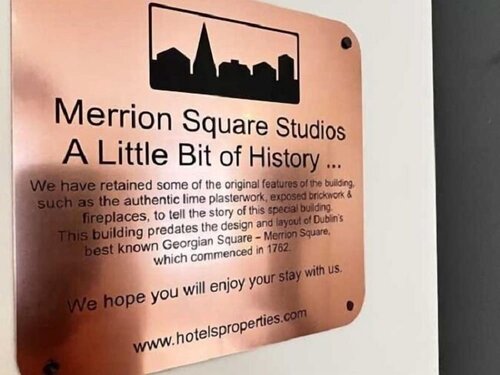 Merrion Square Studios
A Little Bit of History ...
We have retained some of the original features of the building,
such as the authentic lime plasterwork, exposed brickwork &
fireplaces, to tell the story of this special building.
This building predates the design and layout of Dublin's
best known Georgian Square – Merrion Square,
which commenced in 1762.
We hope you will enjoy your stay with us.
www.hotelsproperties.com